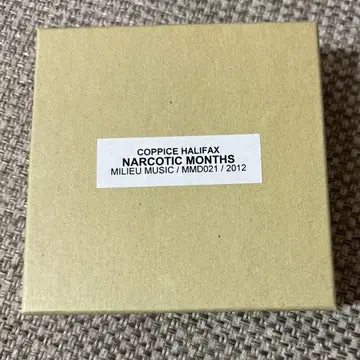 COPPICE HALIFAX
NARCOTIC MONTHS
MILIEU MUSIC / MMD021 / 2012